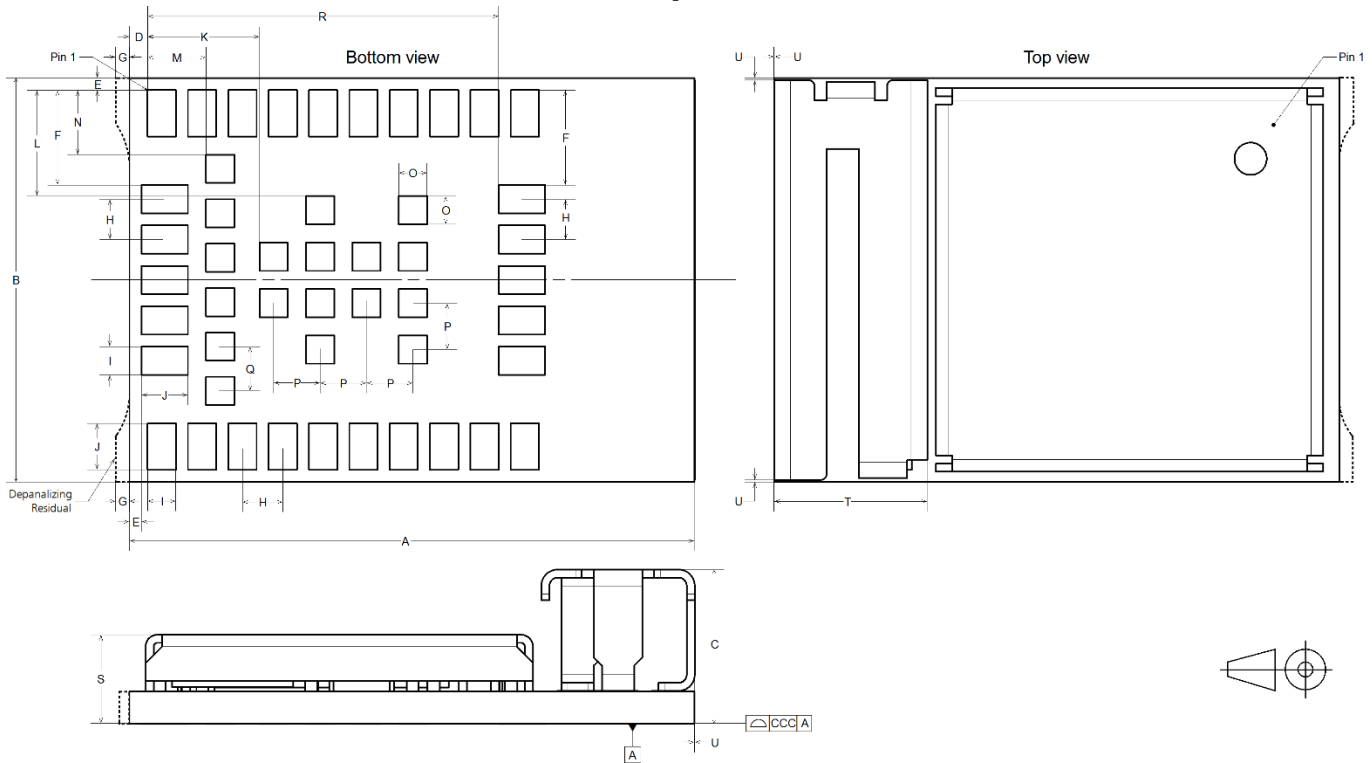 R
D
K
G
M
Pin 1
Bottom view
U
U
Top view
Pin 1
E
N
F
L
F
O
O
H
H
B
P
I
Q
P
P
P
J
J
Depanalizing
Residual
G
I
H
E
A
U
T
S
C
CCC
A
A
U